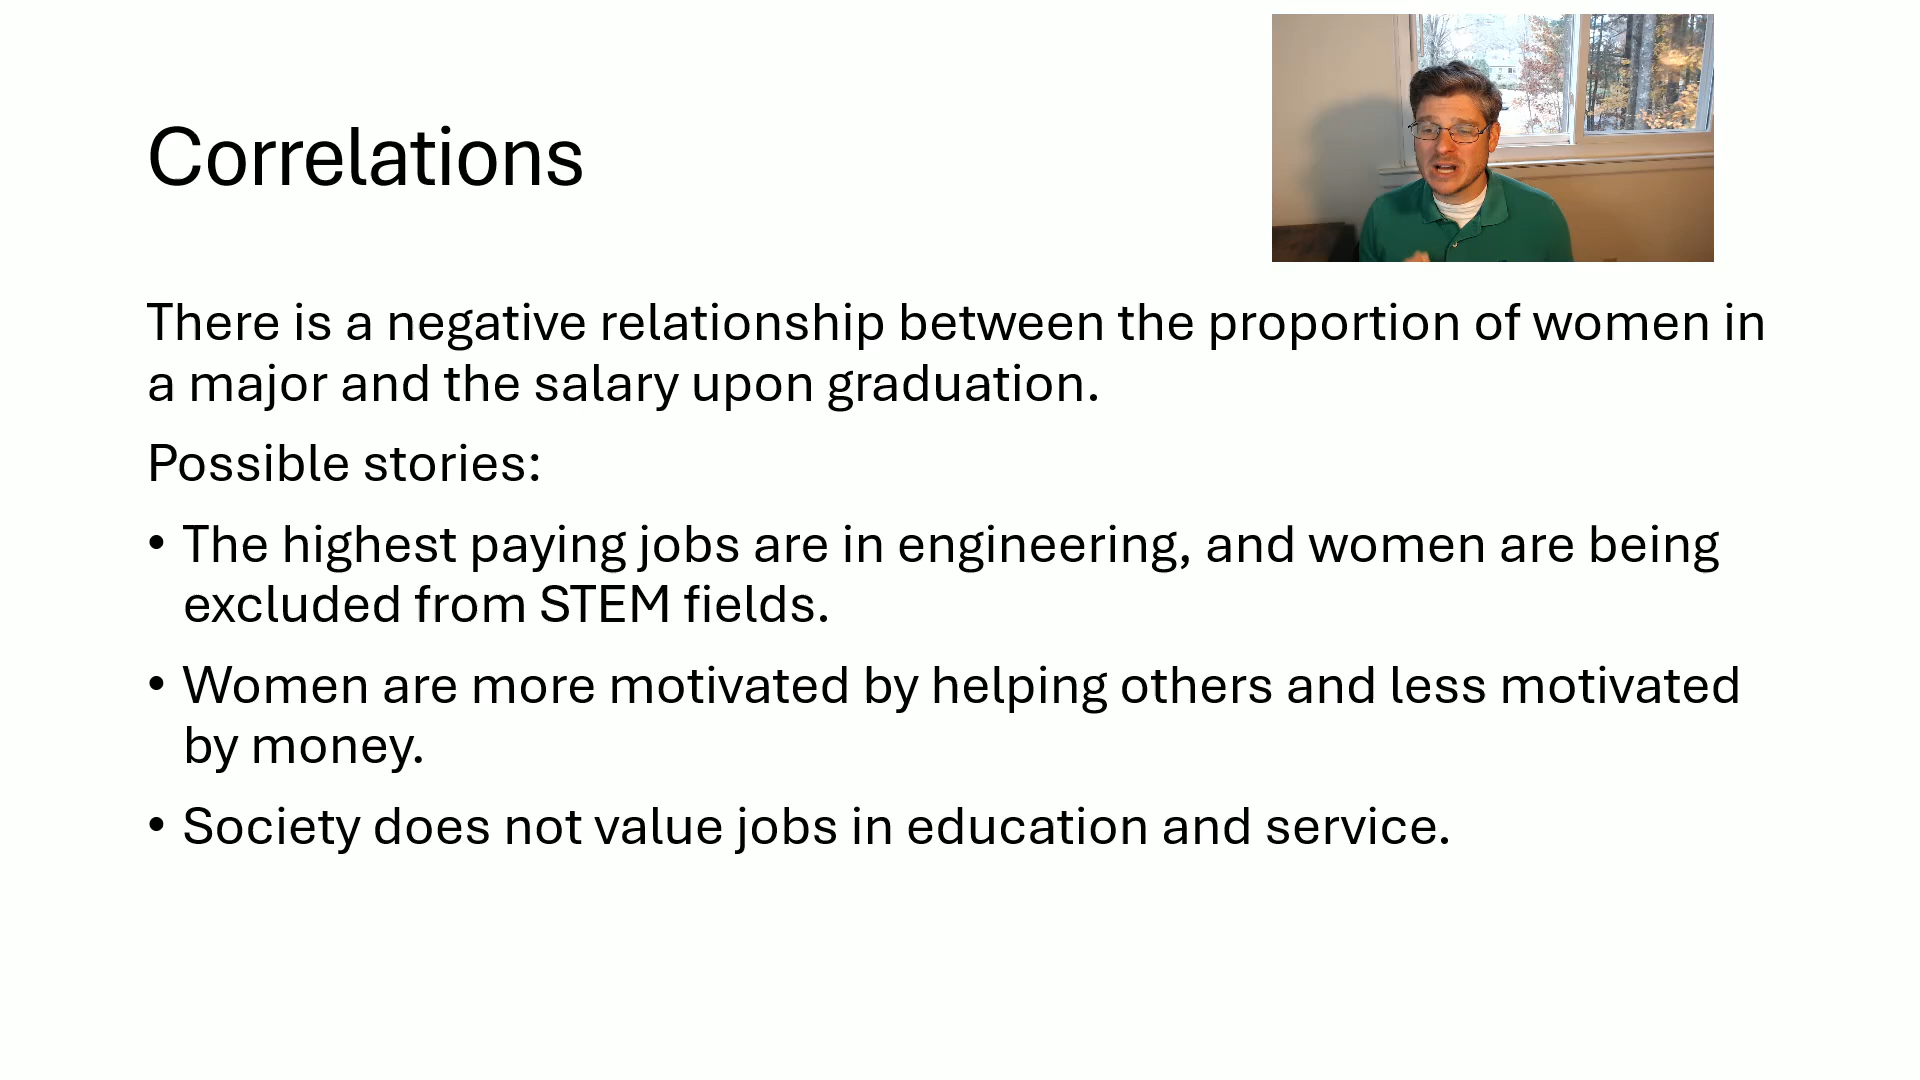 Correlations
There is a negative relationship between the proportion of women in
a major and the salary upon graduation.
Possible stories:
• The highest paying jobs are in engineering, and women are being
excluded from STEM fields.
• Women are more motivated by helping others and less motivated
by money.
• Society does not value jobs in education and service.